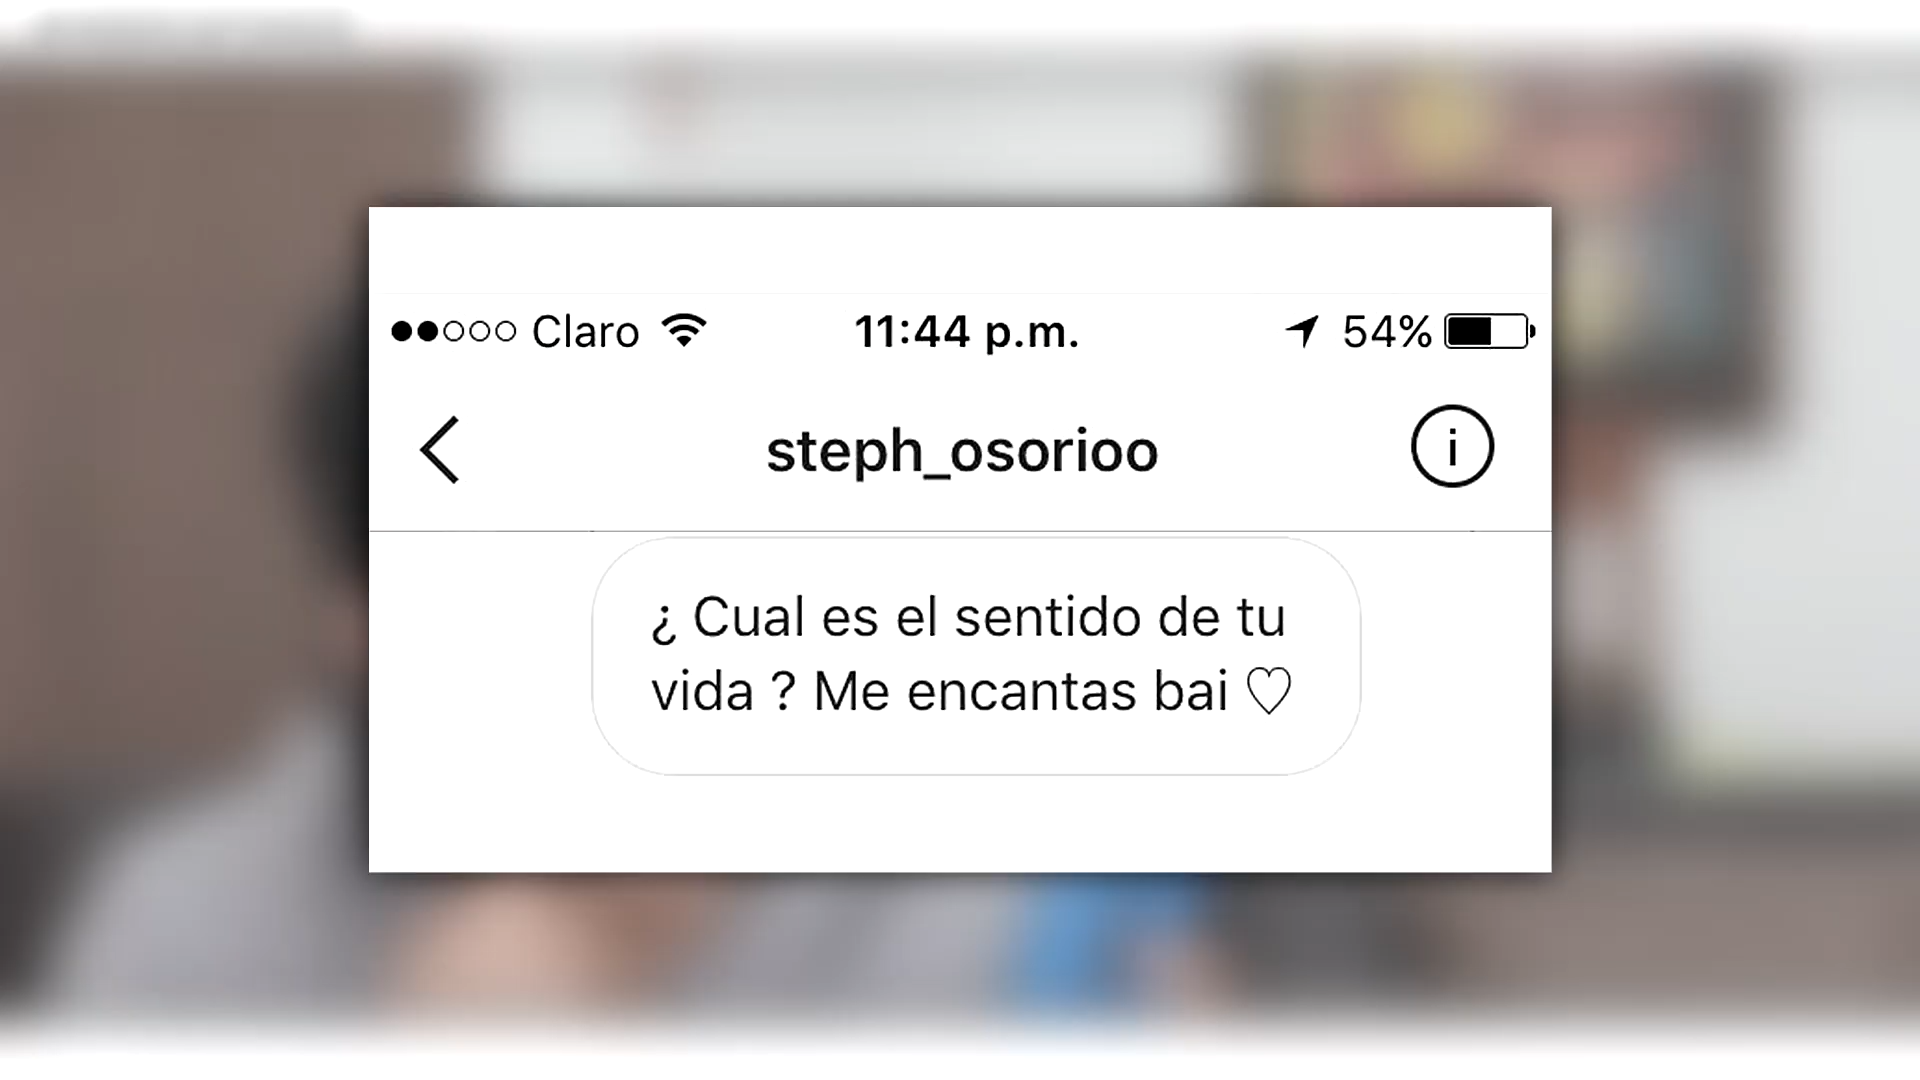 Claro 11:44 p.m. 54%
steph_osorioo
¿ Cual es el sentido de tu
vida ? Me encantas bai ♡